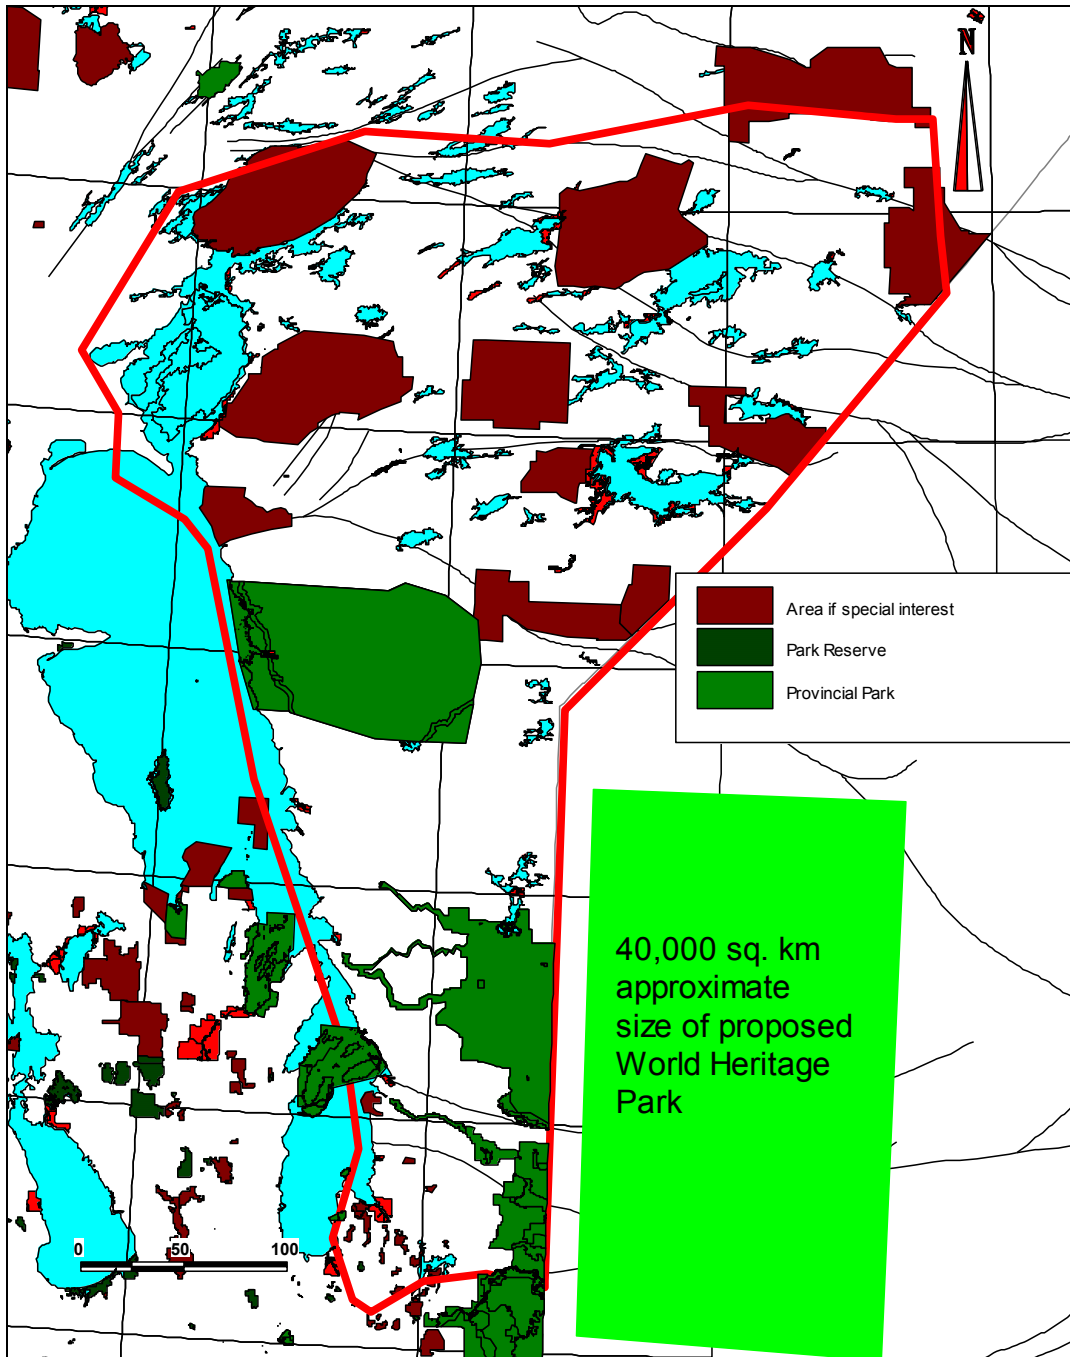 N
Area if special interest
Park Reserve
Provincial Park
40,000 sq. km
approximate
size of proposed
World Heritage
Park
0 50 100